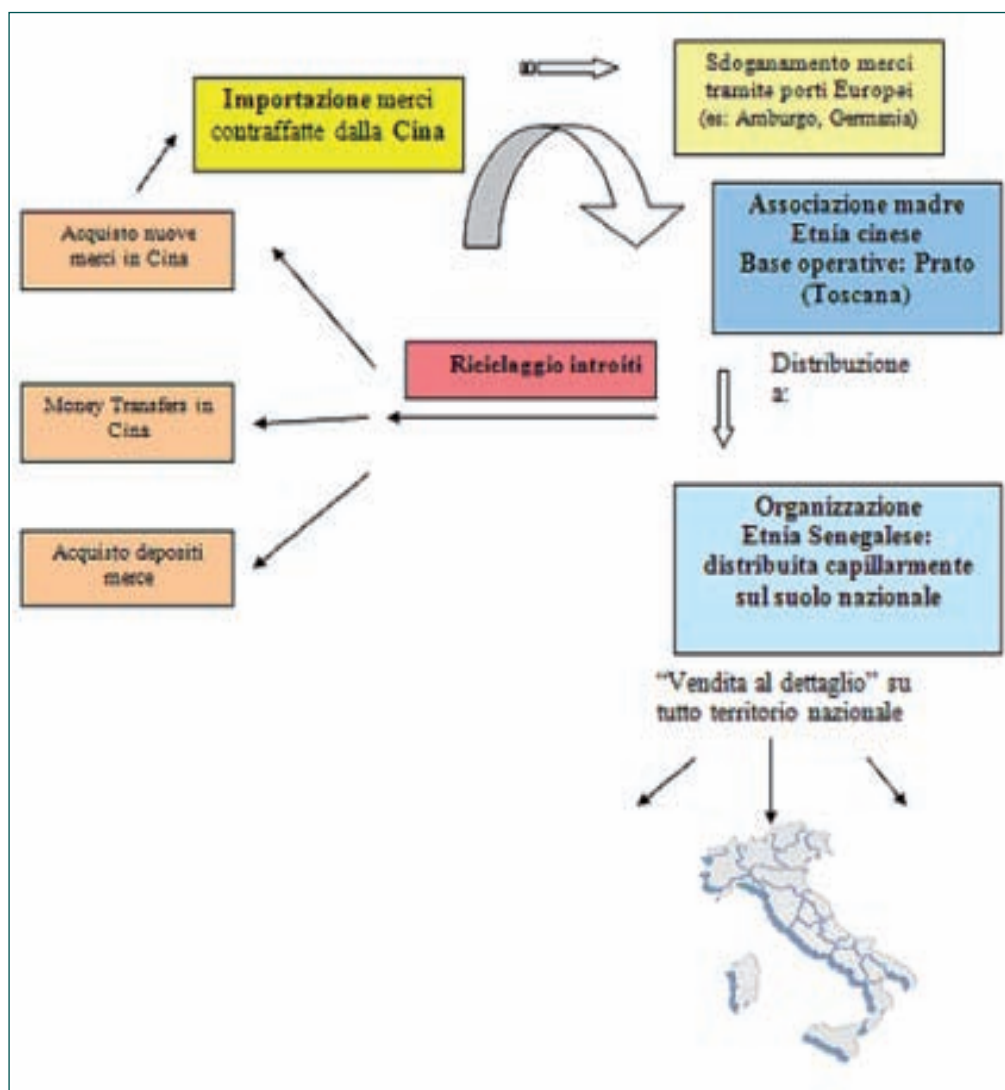 Importazione merci
contraffatte dalla Cina
Sdoganamento merci
tramite porti Europei
(es: Amburgo, Germania)
Acquisto nuove
merci in Cina
Associazione madre
Etnia cinese
Base operative: Prato
(Toscana)
Riciclaggio introiti
Distribuzione
a:
Money Transfers in
Cina
Organizzazione
Etnia Senegalese:
distribuita capillarmente
sul suolo nazionale
Acquisto depositi
merce
“Vendita al dettaglio” su
tutto territorio nazionale